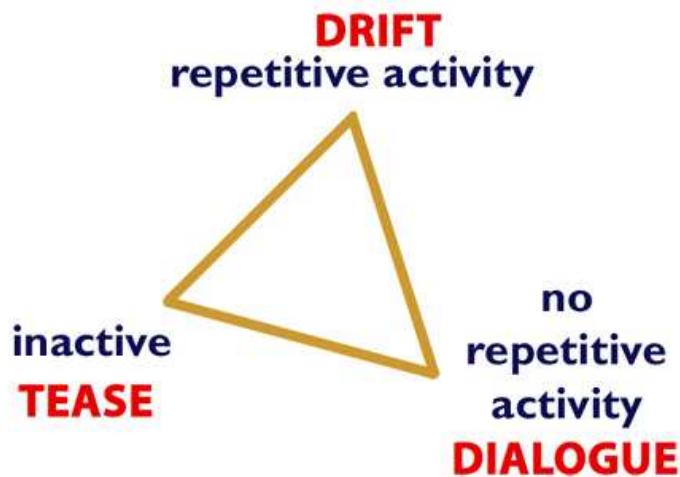 DRIFT
repetitive activity
inactive
TEASE
no
repetitive
activity
DIALOGUE